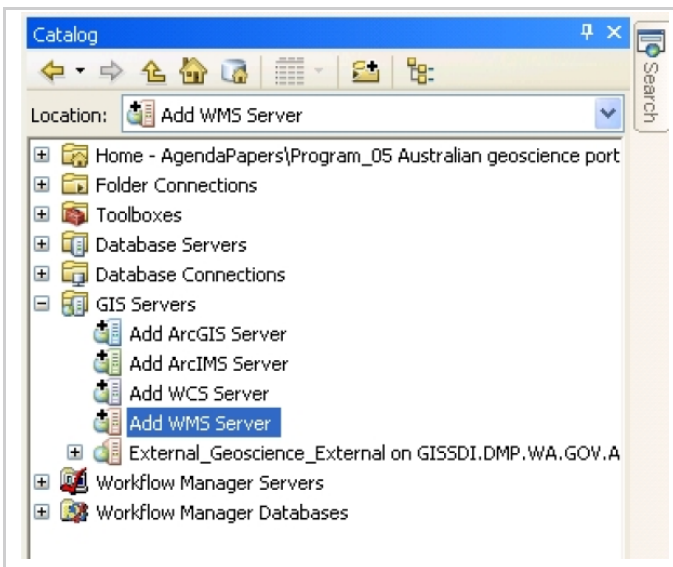 Catalog
Search
Location: Add WMS Server
Home - AgendaPapers\Program_05 Australian geoscience port
Folder Connections
Toolboxes
Database Servers
Database Connections
GIS Servers
Add ArcGIS Server
Add ArcIMS Server
Add WCS Server
Add WMS Server
External_Geoscience_External on GISSDI.DMP.WA.GOV.A
Workflow Manager Servers
Workflow Manager Databases